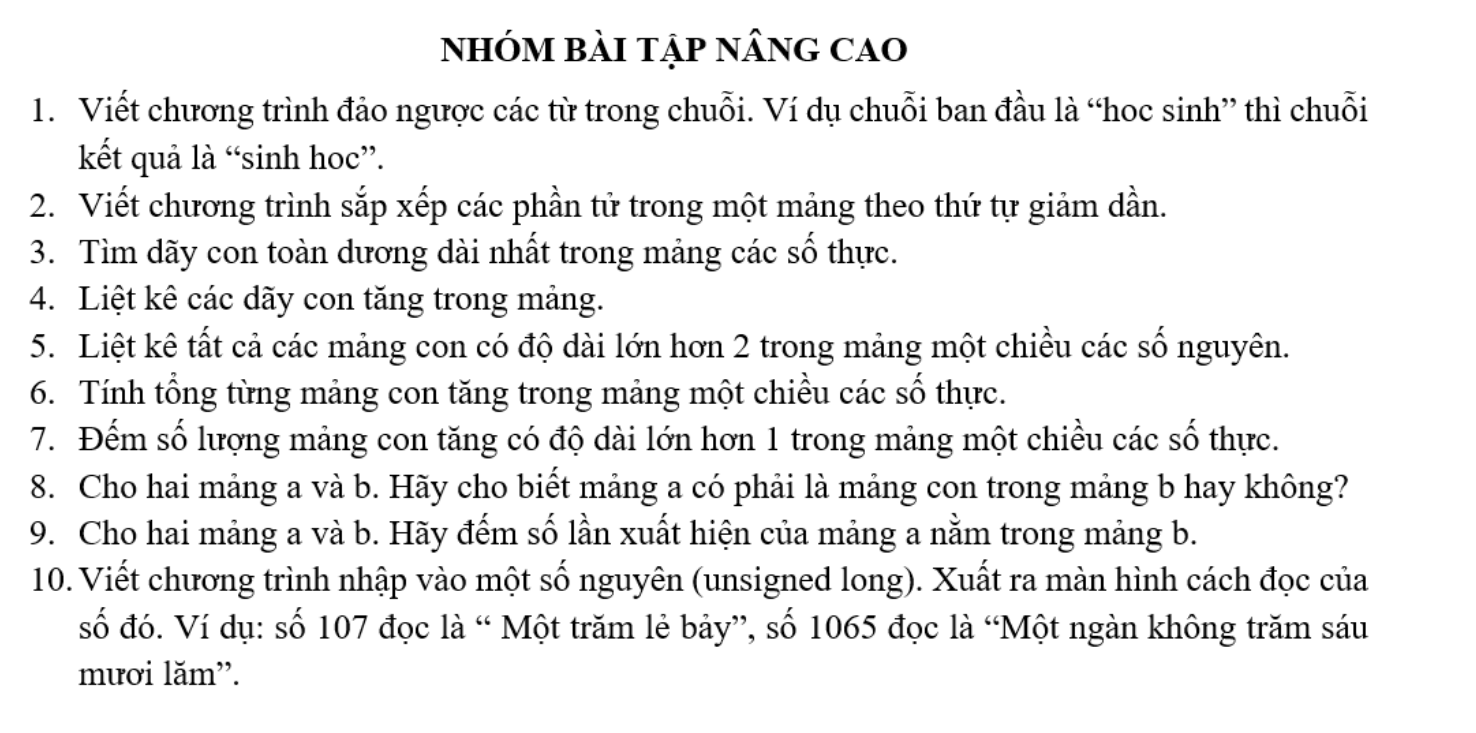 NHÓM BÀI TẬP NÂNG CAO
1. Viết chương trình đảo ngược các từ trong chuỗi. Ví dụ chuỗi ban đầu là “hoc sinh” thì chuỗi
kết quả là “sinh hoc”.
2. Viết chương trình sắp xếp các phần tử trong một mảng theo thứ tự giảm dần.
3. Tìm dãy con toàn dương dài nhất trong mảng các số thực.
4. Liệt kê các dãy con tăng trong mảng.
5. Liệt kê tất cả các mảng con có độ dài lớn hơn 2 trong mảng một chiều các số nguyên.
6. Tính tổng từng mảng con tăng trong mảng một chiều các số thực.
7. Đếm số lượng mảng con tăng có độ dài lớn hơn 1 trong mảng một chiều các số thực.
8. Cho hai mảng a và b. Hãy cho biết mảng a có phải là mảng con trong mảng b hay không?
9. Cho hai mảng a và b. Hãy đếm số lần xuất hiện của mảng a nằm trong mảng b.
10. Viết chương trình nhập vào một số nguyên (unsigned long). Xuất ra màn hình cách đọc của
số đó. Ví dụ: số 107 đọc là “ Một trăm lẻ bảy”, số 1065 đọc là “Một ngàn không trăm sáu
mươi lăm”.